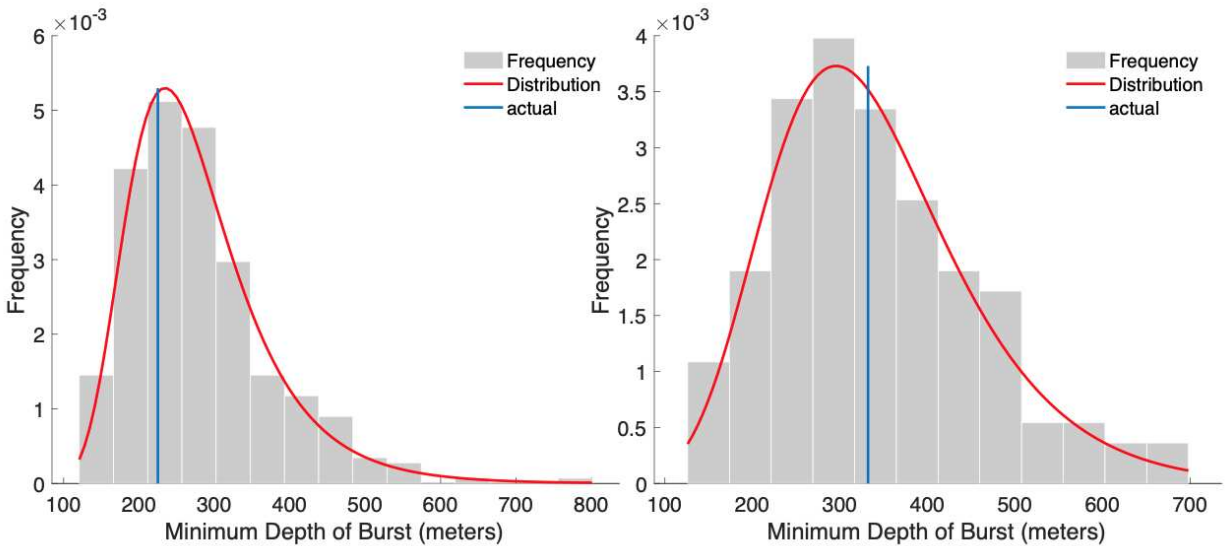 ×10⁻³
6
5
4
3
2
1
0
Frequency
100 200 300 400 500 600 700 800
Minimum Depth of Burst (meters)
Frequency
Distribution
actual
×10⁻³
4
3.5
3
2.5
2
1.5
1
0.5
0
Frequency
100 200 300 400 500 600 700
Minimum Depth of Burst (meters)
Frequency
Distribution
actual